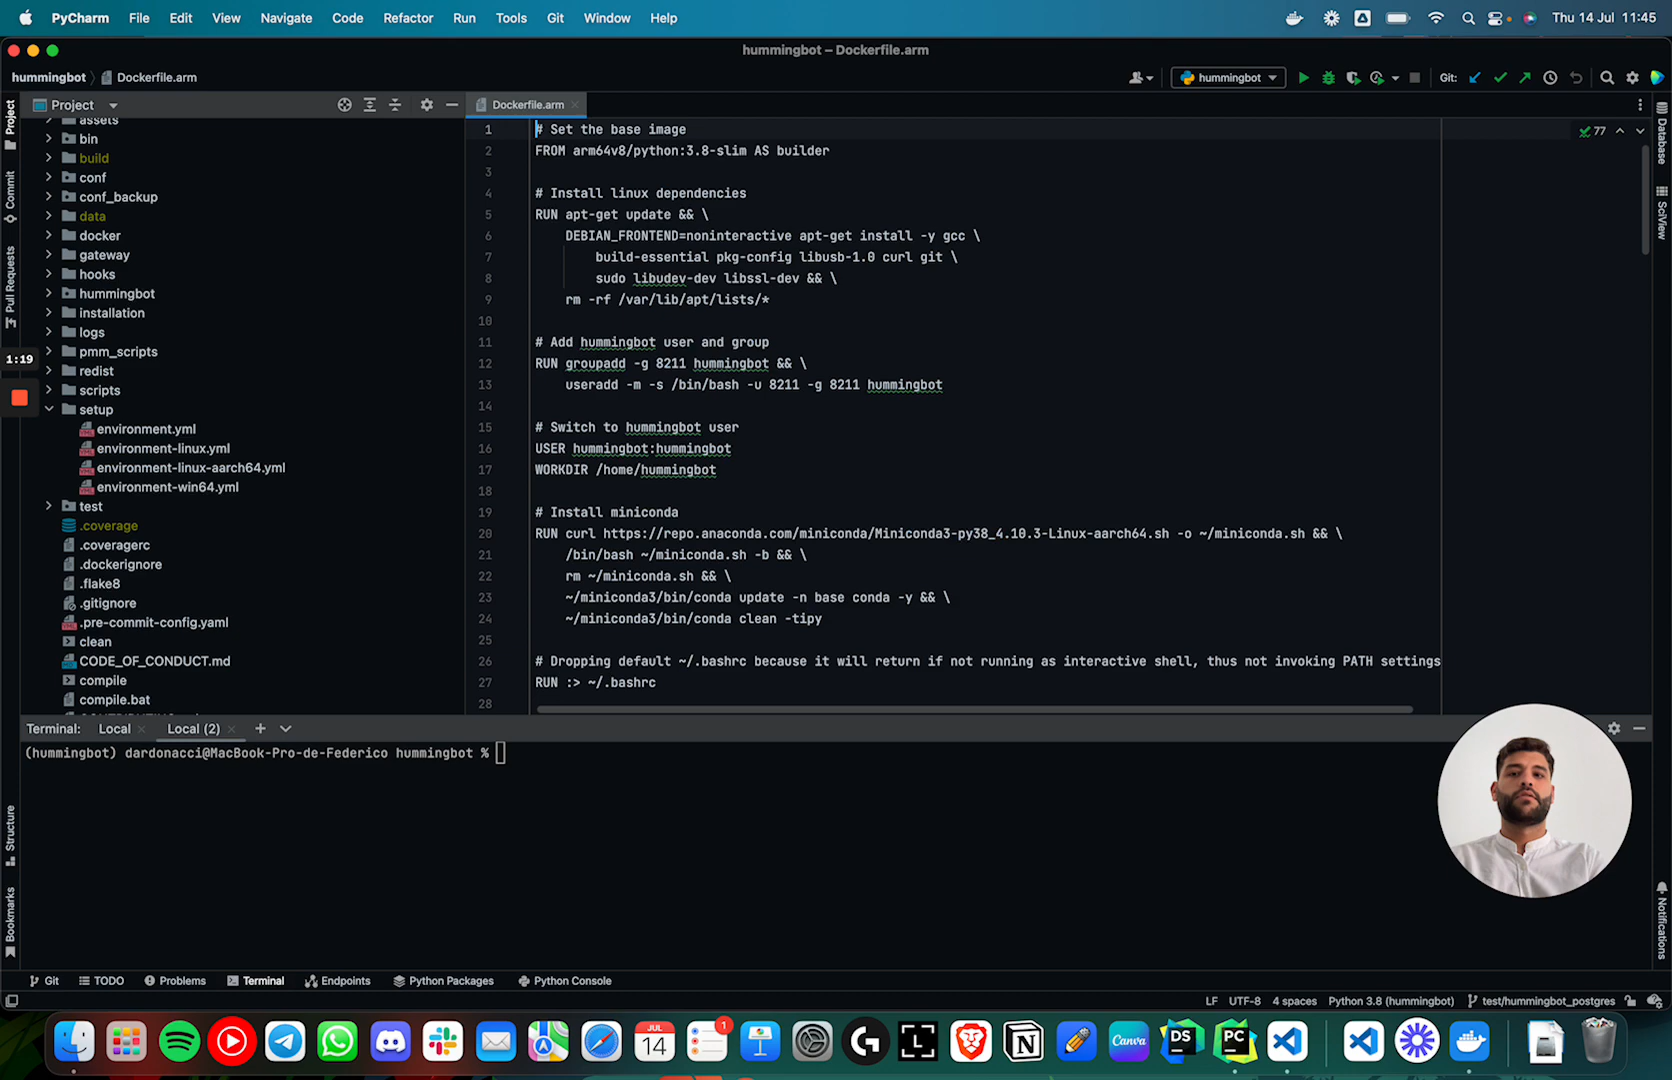 PyCharm File Edit View Navigate Code Refactor Run Tools Git Window Help Thu 14 Jul 11:45
hummingbot – Dockerfile.arm
hummingbot Dockerfile.arm hummingbot Git:
Project
Dockerfile.arm
assets
bin
build
conf
conf_backup
data
docker
gateway
hooks
hummingbot
installation
logs
pmm_scripts
redist
scripts
setup
environment.yml
environment-linux.yml
environment-linux-aarch64.yml
environment-win64.yml
test
.coverage
.coveragerc
.dockerignore
.flake8
.gitignore
.pre-commit-config.yaml
clean
CODE_OF_CONDUCT.md
compile
compile.bat
Project
Commit
Pull Requests
1:19
Structure
Bookmarks
1 # Set the base image
2 FROM arm64v8/python:3.8-slim AS builder
3
4 # Install linux dependencies
5 RUN apt-get update && \
6 DEBIAN_FRONTEND=noninteractive apt-get install -y gcc \
7 build-essential pkg-config libusb-1.0 curl git \
8 sudo libudev-dev libssl-dev && \
9 rm -rf /var/lib/apt/lists/*
10
11 # Add hummingbot user and group
12 RUN groupadd -g 8211 hummingbot && \
13 useradd -m -s /bin/bash -u 8211 -g 8211 hummingbot
14
15 # Switch to hummingbot user
16 USER hummingbot:hummingbot
17 WORKDIR /home/hummingbot
18
19 # Install miniconda
20 RUN curl https://repo.anaconda.com/miniconda/Miniconda3-py38_4.10.3-Linux-aarch64.sh -o ~/miniconda.sh && \
21 /bin/bash ~/miniconda.sh -b && \
22 rm ~/miniconda.sh && \
23 ~/miniconda3/bin/conda update -n base conda -y && \
24 ~/miniconda3/bin/conda clean -tipy
25
26 # Dropping default ~/.bashrc because it will return if not running as interactive shell, thus not invoking PATH settings
27 RUN :> ~/.bashrc
28
77
Database
SciView
Notifications
Terminal: Local Local (2)
(hummingbot) dardonacci@MacBook-Pro-de-Federico hummingbot %
Git TODO Problems Terminal Endpoints Python Packages Python Console
LF UTF-8 4 spaces Python 3.8 (hummingbot) test/hummingbot_postgres
JUL
14
1
Canva
DS
PC